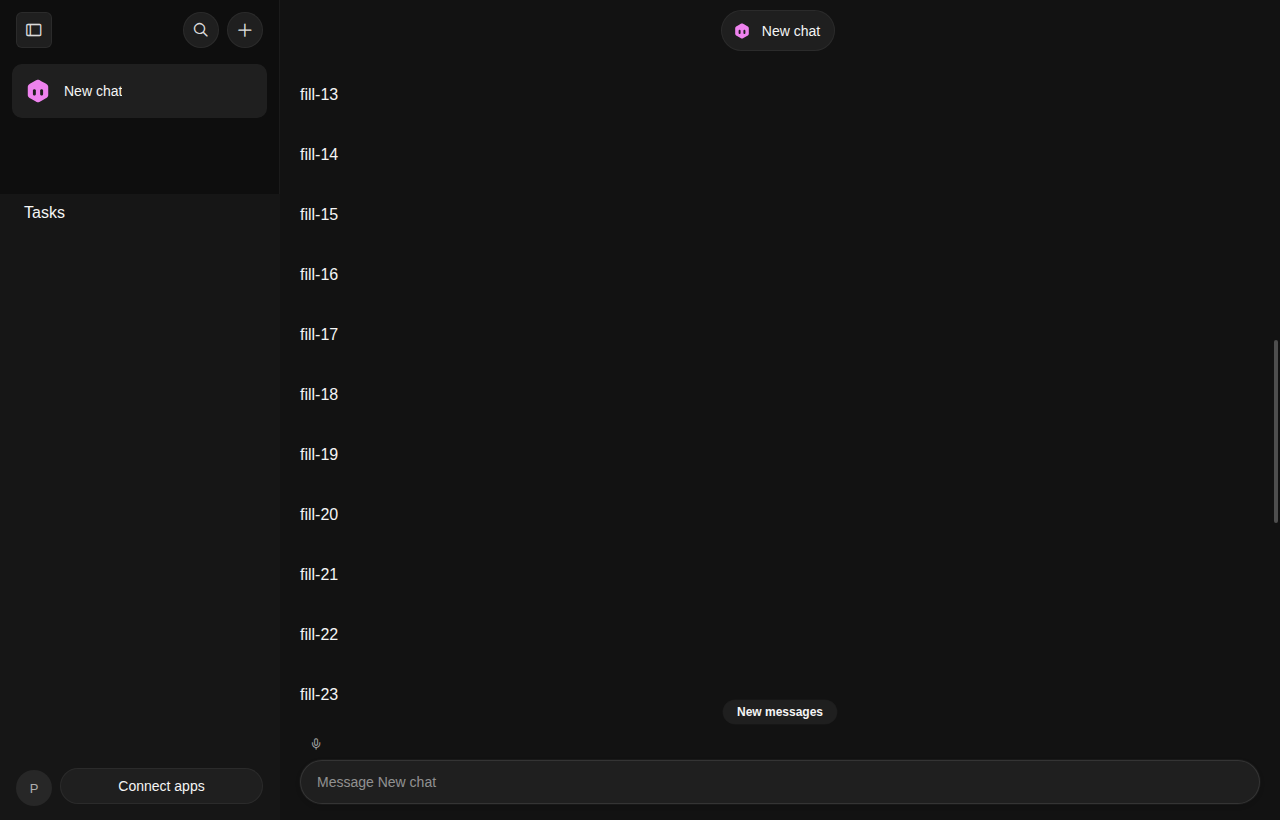 New chat
New chat
Tasks
fill-13
fill-14
fill-15
fill-16
fill-17
fill-18
fill-19
fill-20
fill-21
fill-22
fill-23
New messages
Message New chat
P
Connect apps